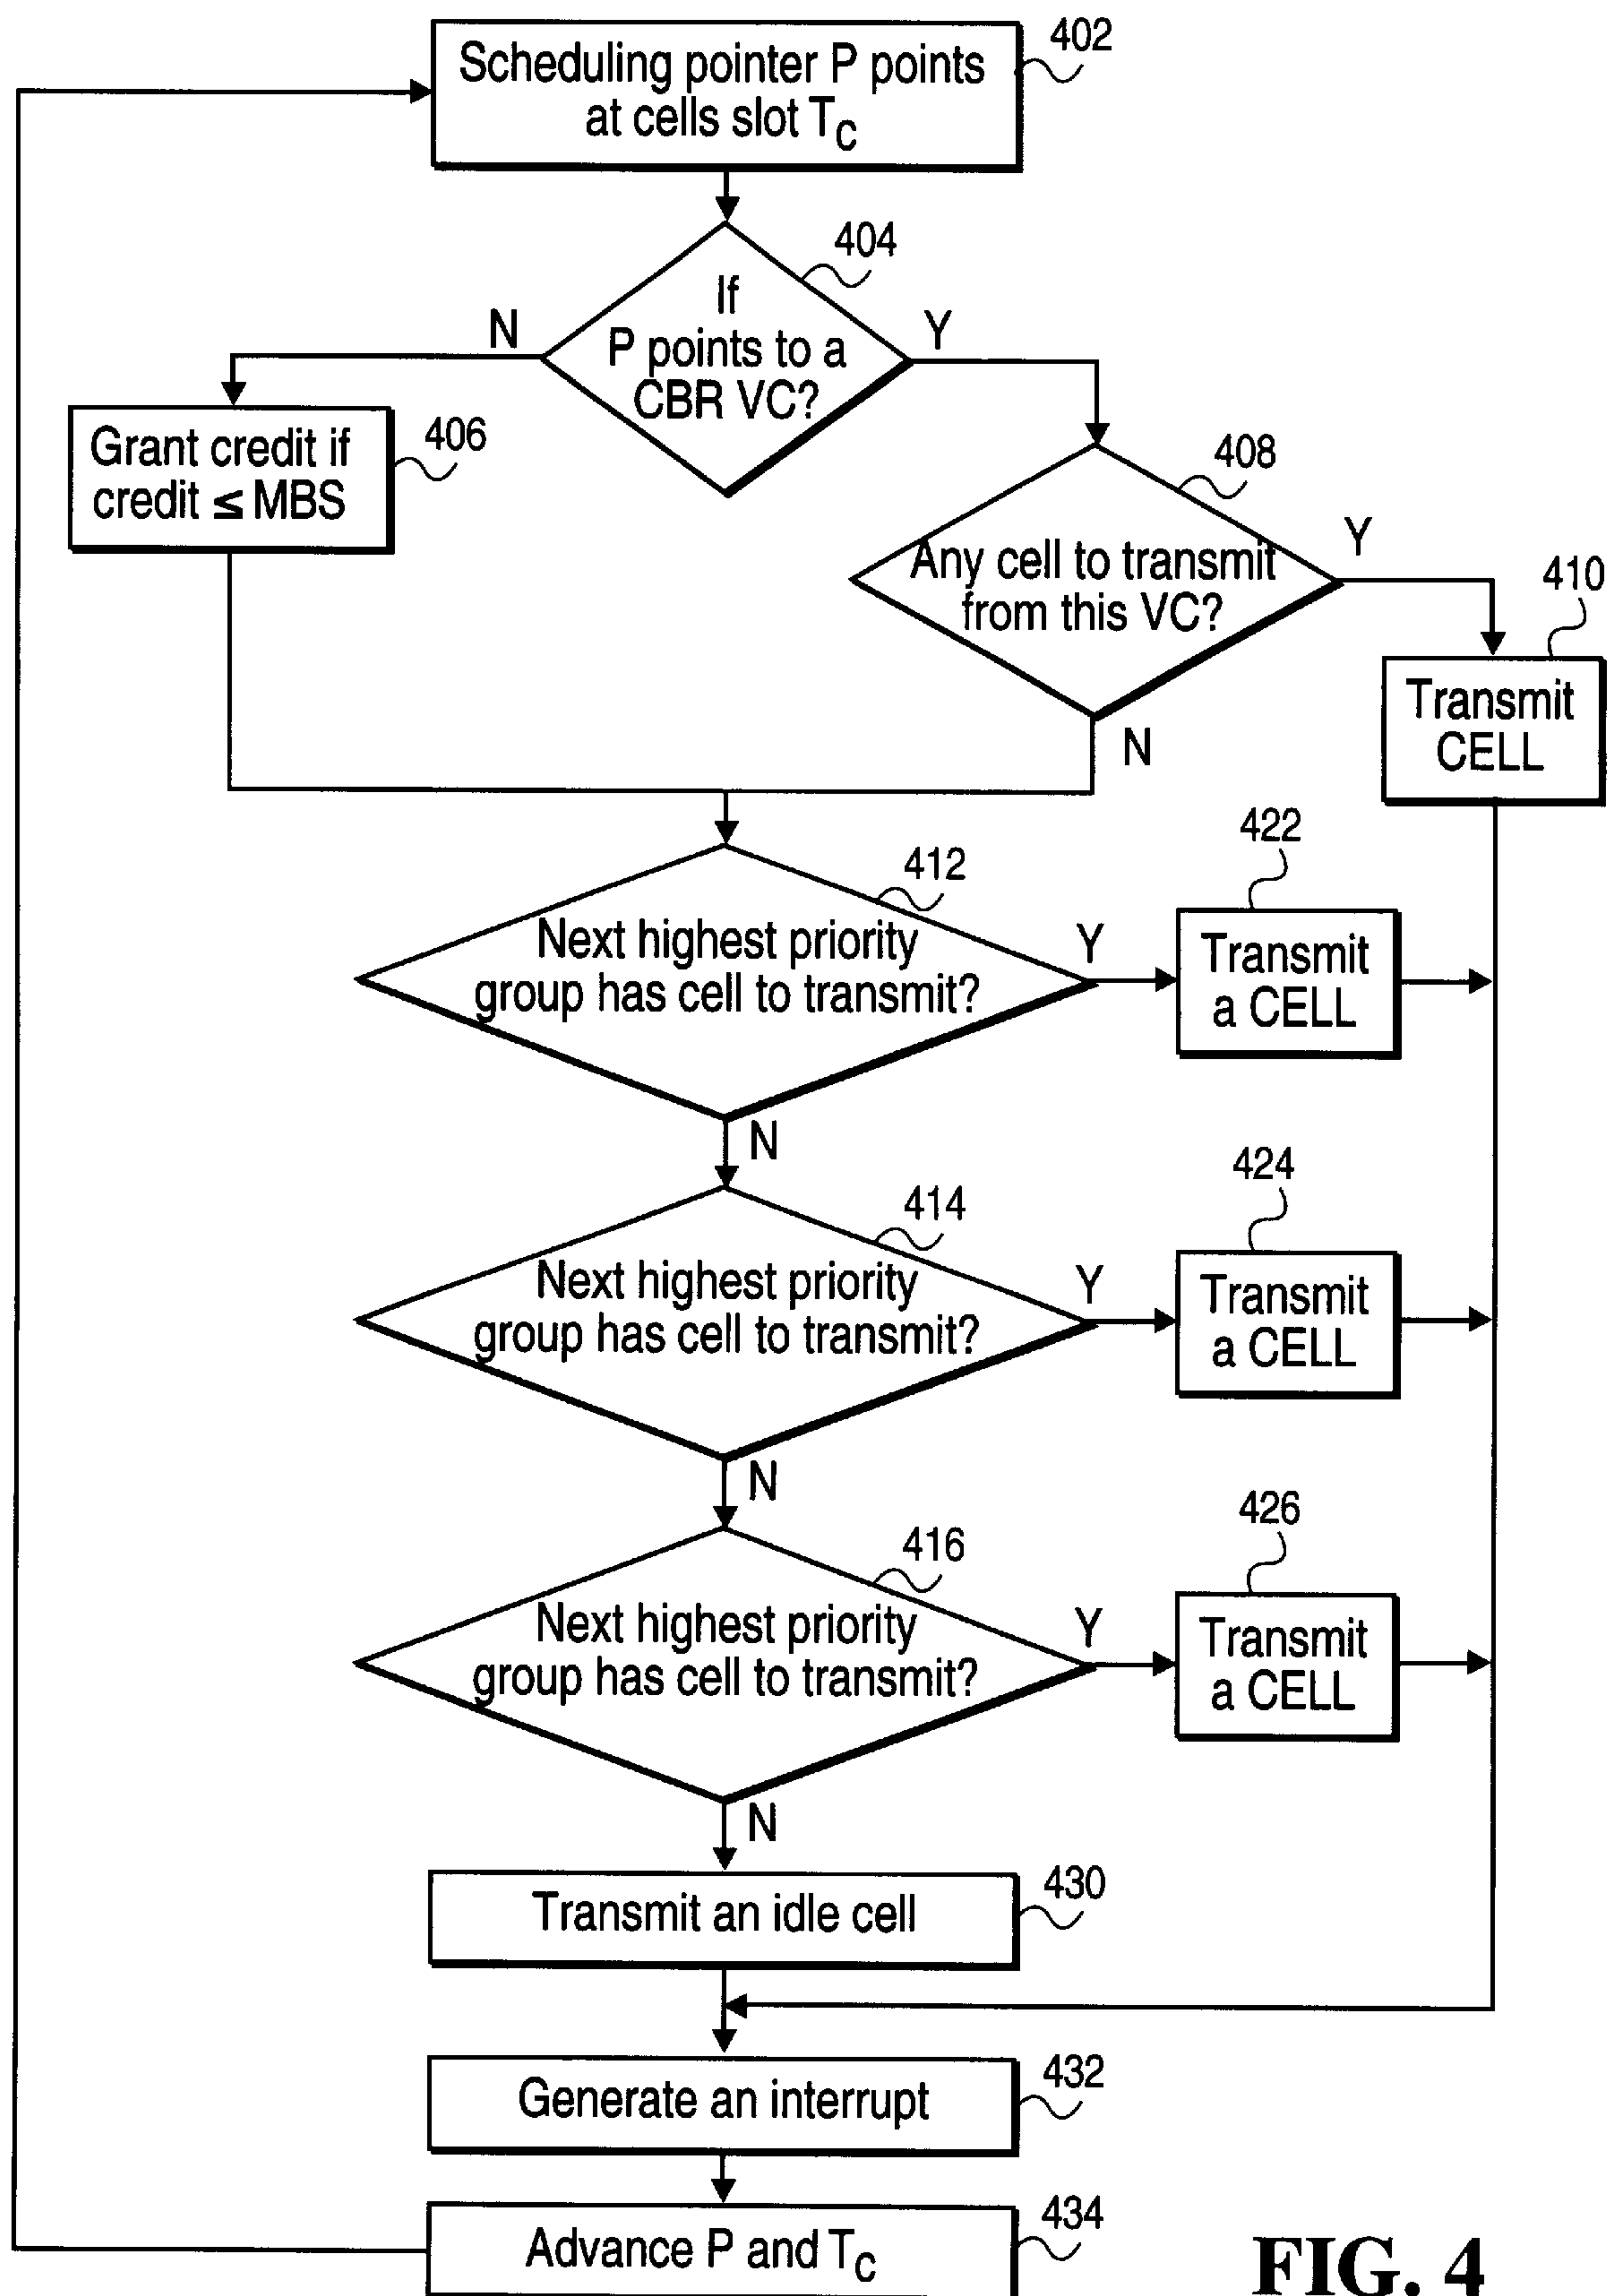 Scheduling pointer P points
at cells slot TC
402
404
If
P points to a
CBR VC?
N
Y
Grant credit if
credit ≤ MBS
406
408
Any cell to transmit
from this VC?
Y
N
410
Transmit
CELL
412
Next highest priority
group has cell to transmit?
Y
N
422
Transmit
a CELL
414
Next highest priority
group has cell to transmit?
Y
N
424
Transmit
a CELL
416
Next highest priority
group has cell to transmit?
Y
N
426
Transmit
a CELL
Transmit an idle cell
430
Generate an interrupt
432
Advance P and TC
434
FIG. 4